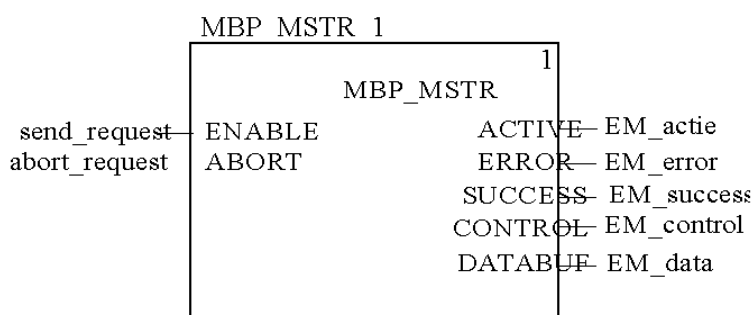 MBP_MSTR_1
1
MBP_MSTR
send_request ENABLE ACTIVE EM_actie
abort_request ABORT ERROR EM_error
SUCCESS EM_success
CONTROL EM_control
DATABUF EM_data